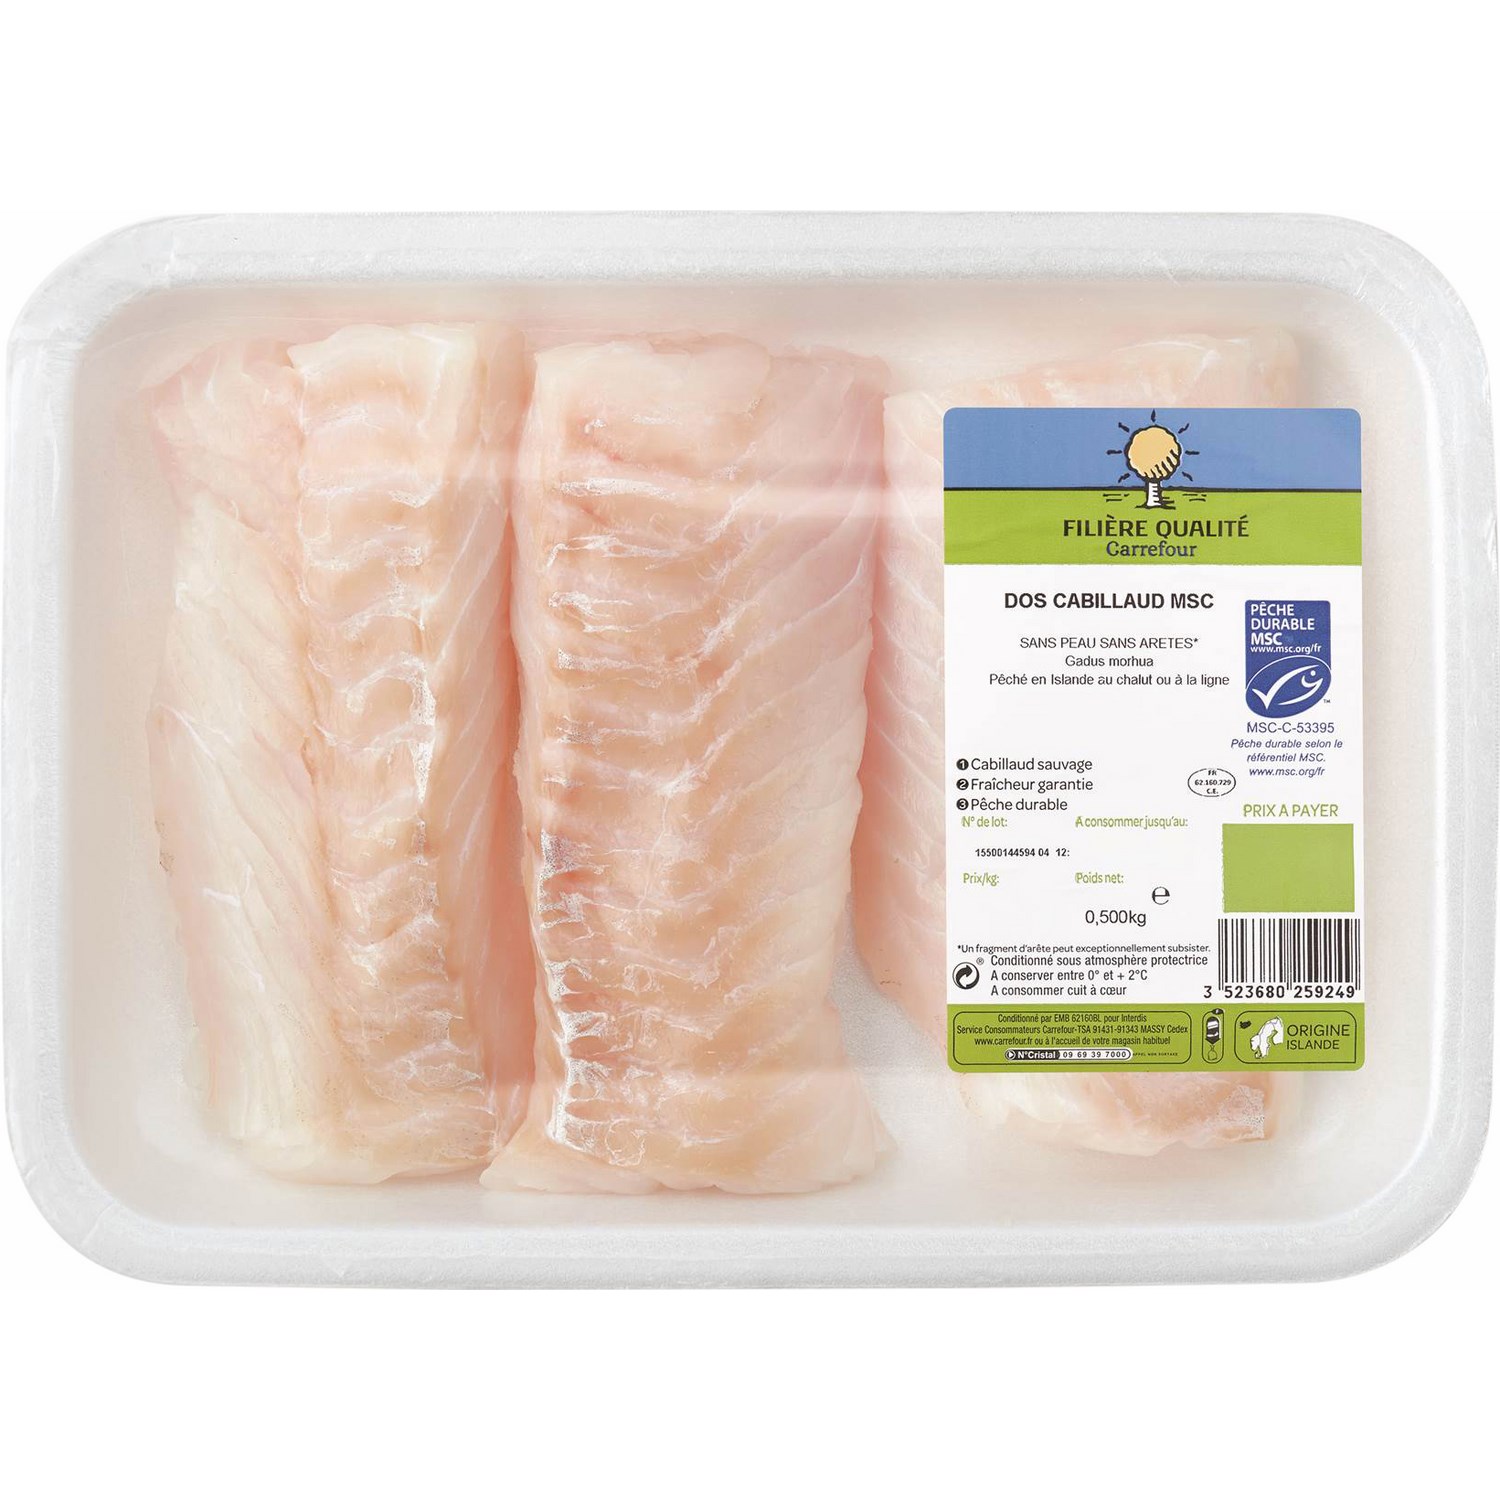 FILIÈRE QUALITÉ
Carrefour
DOS CABILLAUD MSC
SANS PEAU SANS ARETES*
Gadus morhua
Pêché en Islande au chalut ou à la ligne
PÊCHE
DURABLE
MSC
www.msc.org/fr
TM
MSC-C-53395
Pêche durable selon le
référentiel MSC.
www.msc.org/fr
1 Cabillaud sauvage
2 Fraîcheur garantie
3 Pêche durable
FR
62.160.729
C.E.
PRIX A PAYER
N° de lot:
A consommer jusqu'au:
15500144594 04 12:
Prix/kg:
Poids net:
e
0,500kg
*Un fragment d'arête peut exceptionnellement subsister.
® Conditionné sous atmosphère protectrice
A conserver entre 0° et + 2°C
A consommer cuit à cœur
3 523680 259249
Conditionné par EMB 62160BL pour Interdis
Service Consommateurs Carrefour-TSA 91431-91343 MASSY Cedex
www.carrefour.fr ou à l'accueil de votre magasin habituel
N°Cristal 09 69 39 7000 APPEL NON SURTAXE
ORIGINE
ISLANDE